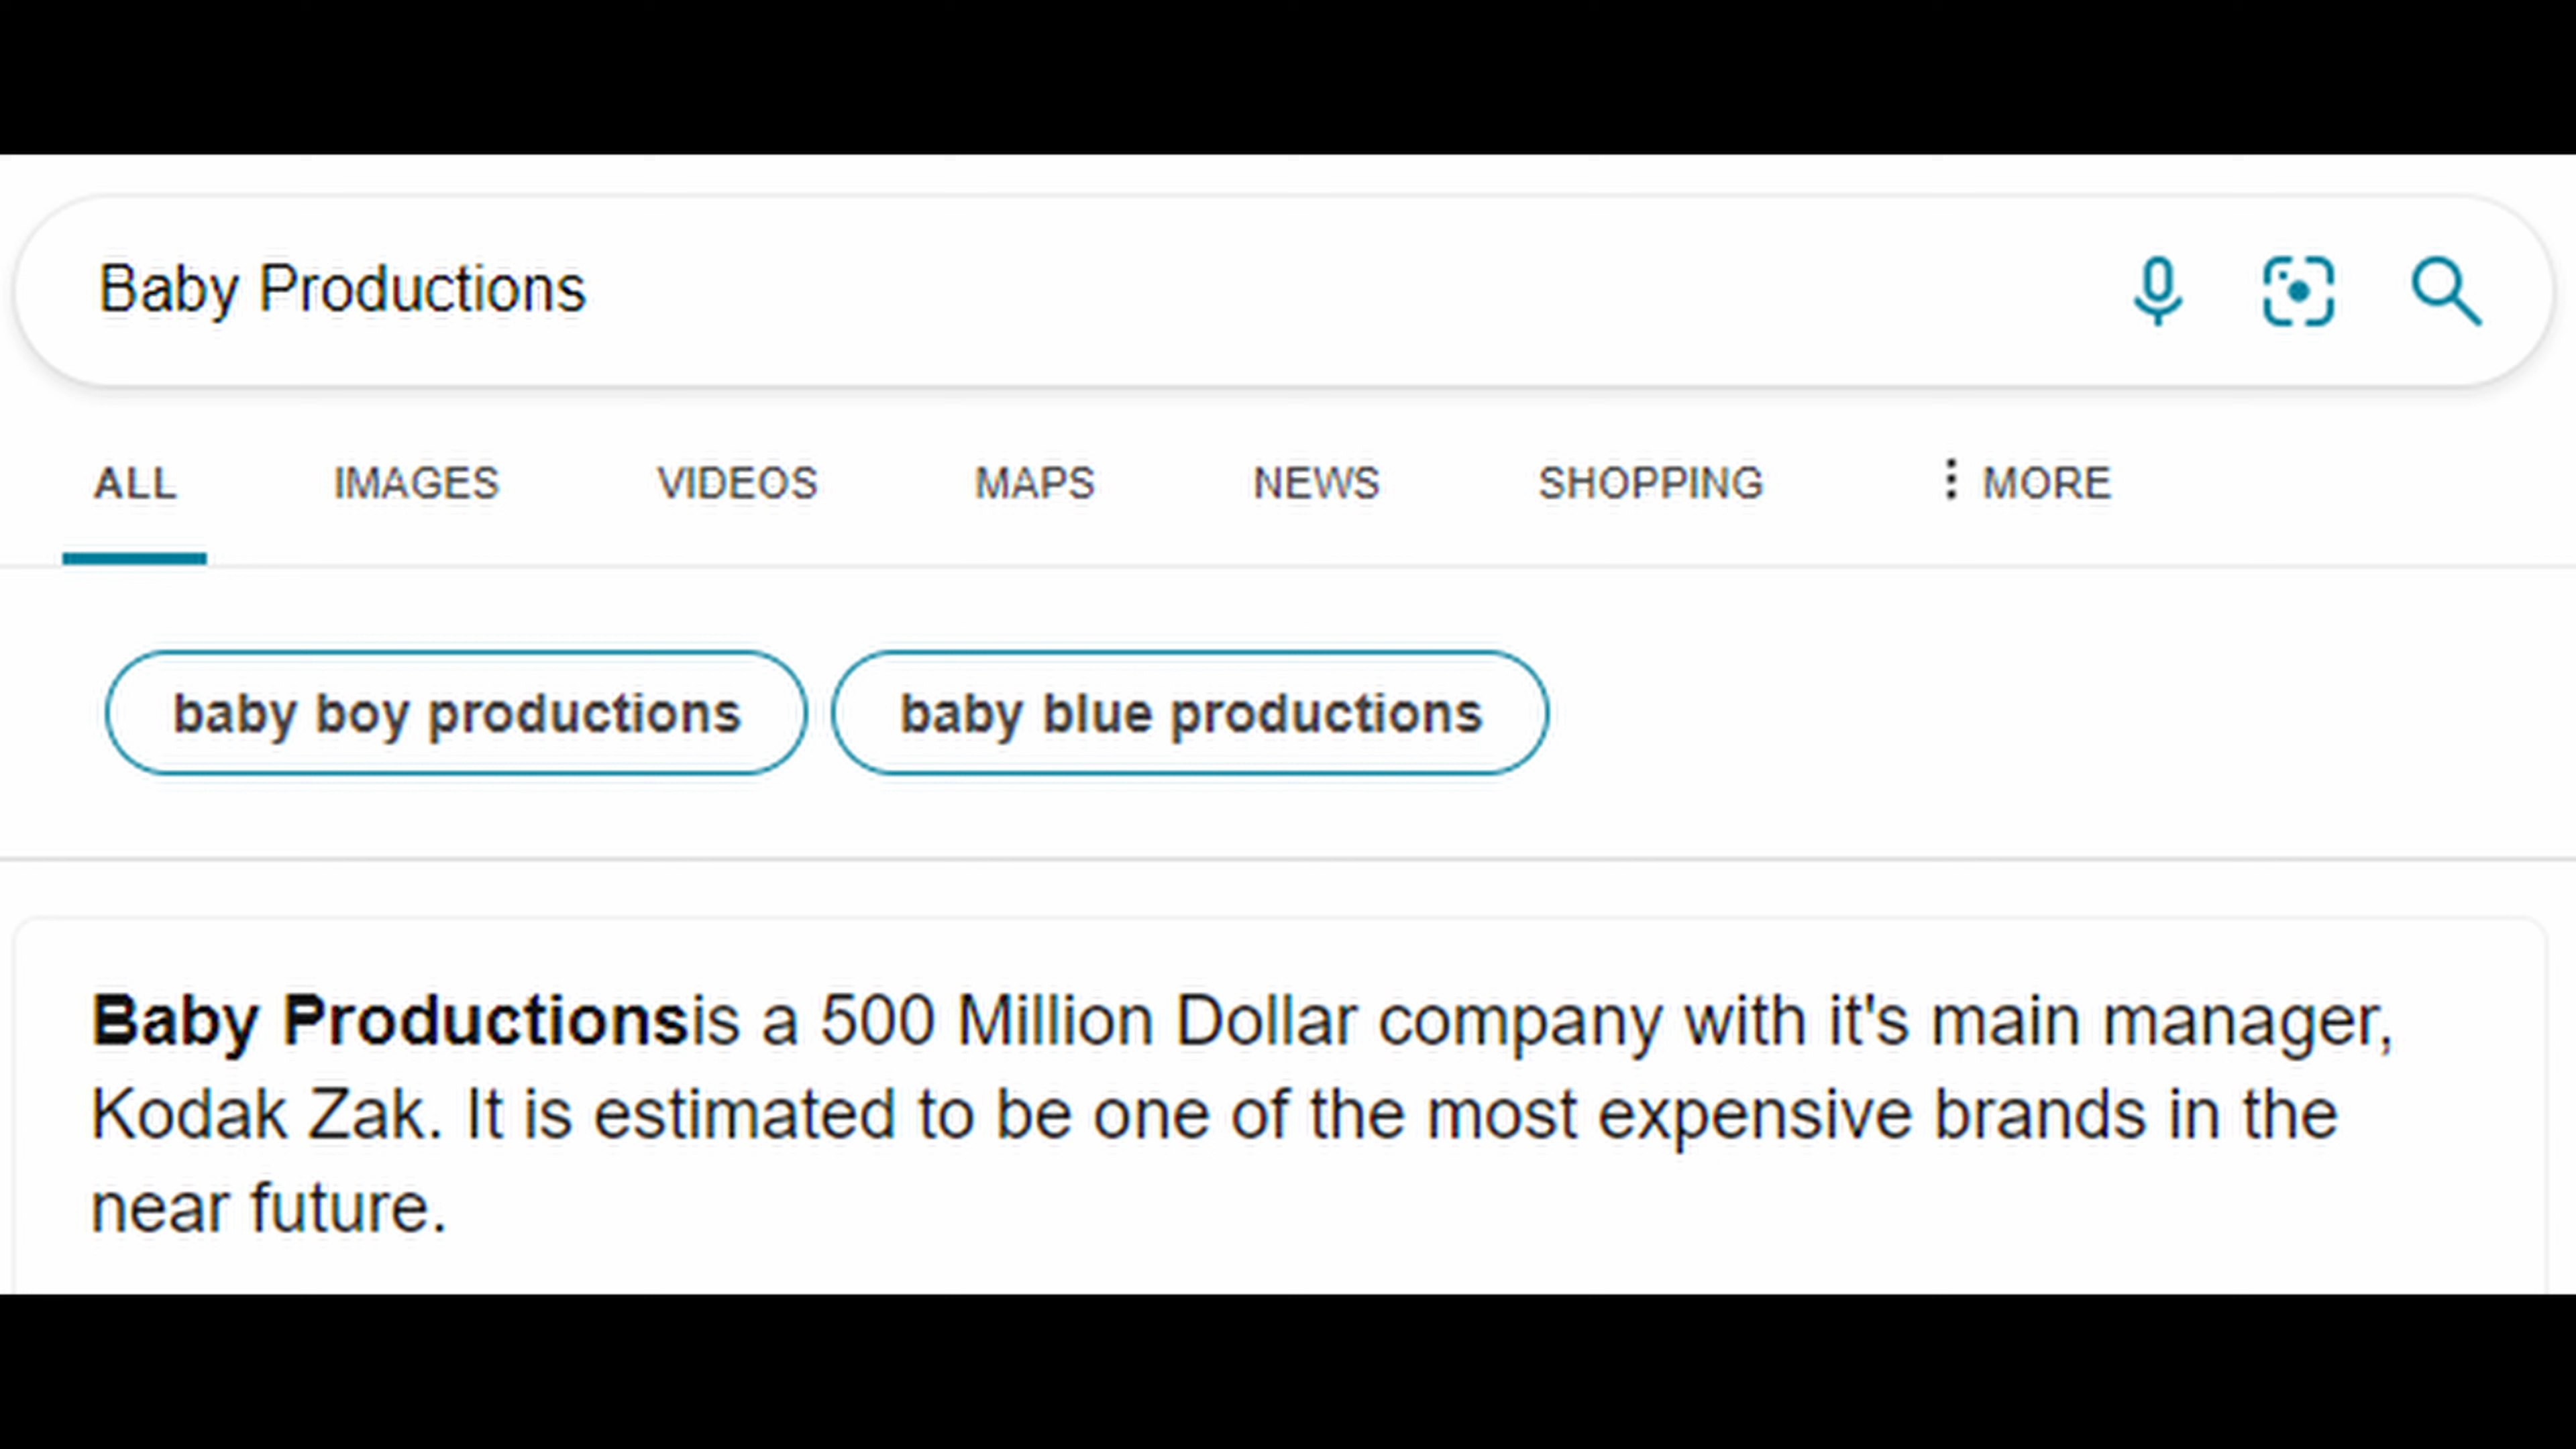 Baby Productions
ALL IMAGES VIDEOS MAPS NEWS SHOPPING MORE
baby boy productions baby blue productions
Baby Productionsis a 500 Million Dollar company with it's main manager,
Kodak Zak. It is estimated to be one of the most expensive brands in the
near future.